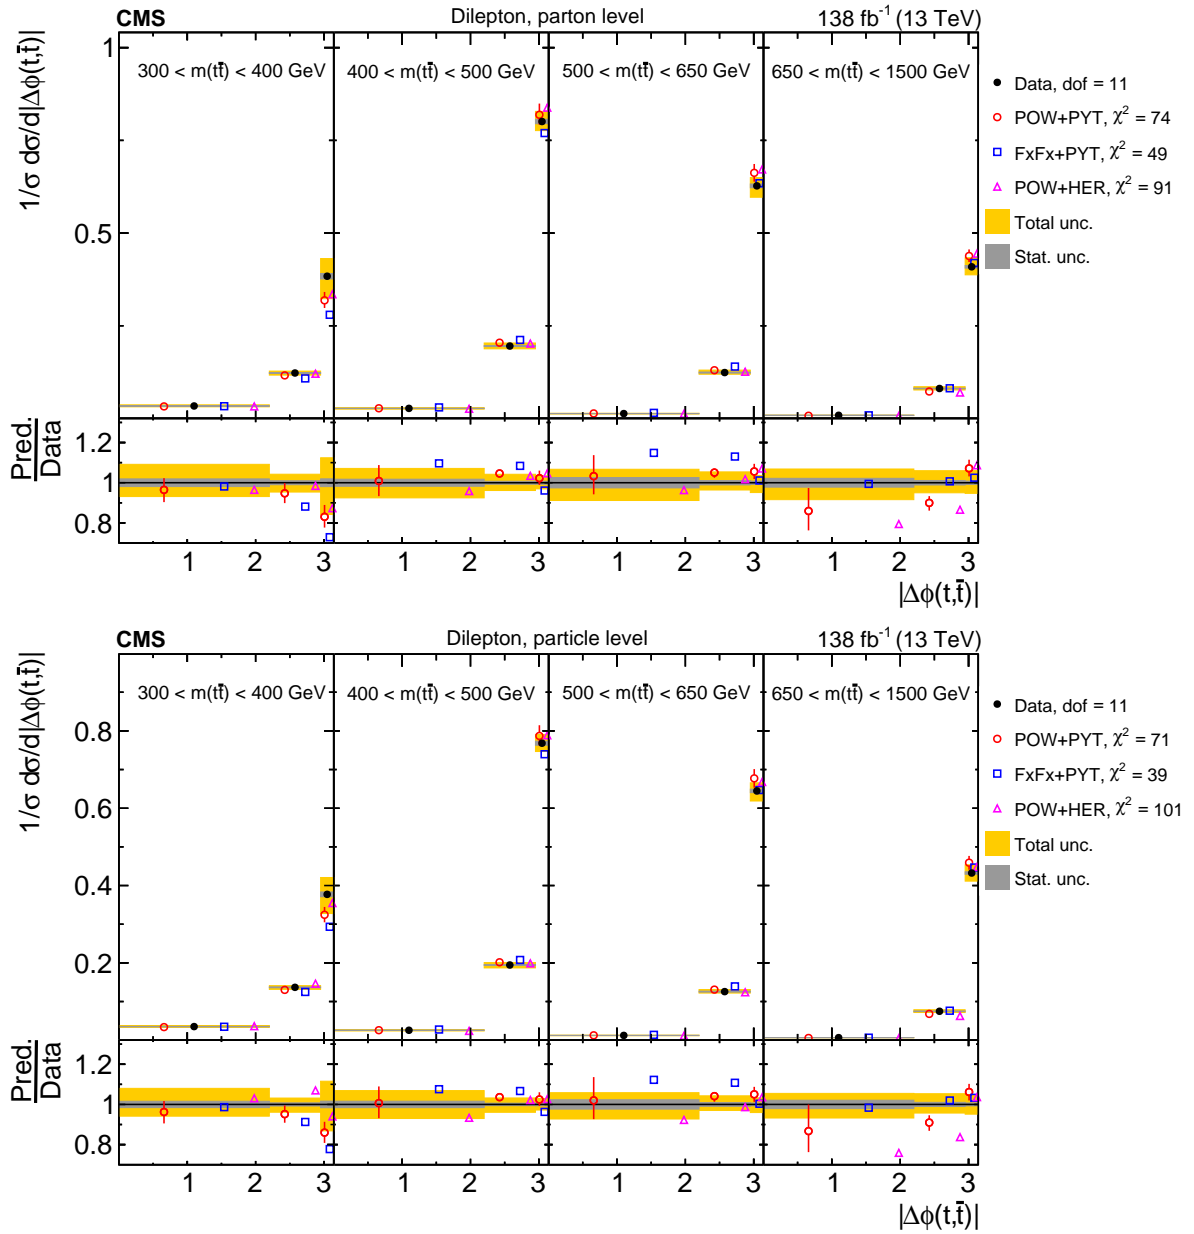 CMS Dilepton, parton level 138 fb⁻¹ (13 TeV)
1/σ dσ/d|Δϕ(t,t̄)|
300 < m(tt̄) < 400 GeV 400 < m(tt̄) < 500 GeV 500 < m(tt̄) < 650 GeV 650 < m(tt̄) < 1500 GeV
1
0.5
Data, dof = 11
POW+PYT, χ² = 74
FxFx+PYT, χ² = 49
POW+HER, χ² = 91
Total unc.
Stat. unc.
Pred.
Data
1.2
1
0.8
1 2 3 1 2 3 1 2 3 1 2 3
|Δϕ(t,t̄)|
CMS Dilepton, particle level 138 fb⁻¹ (13 TeV)
1/σ dσ/d|Δϕ(t,t̄)|
300 < m(tt̄) < 400 GeV 400 < m(tt̄) < 500 GeV 500 < m(tt̄) < 650 GeV 650 < m(tt̄) < 1500 GeV
0.8
0.6
0.4
0.2
Data, dof = 11
POW+PYT, χ² = 71
FxFx+PYT, χ² = 39
POW+HER, χ² = 101
Total unc.
Stat. unc.
Pred.
Data
1.2
1
0.8
1 2 3 1 2 3 1 2 3 1 2 3
|Δϕ(t,t̄)|